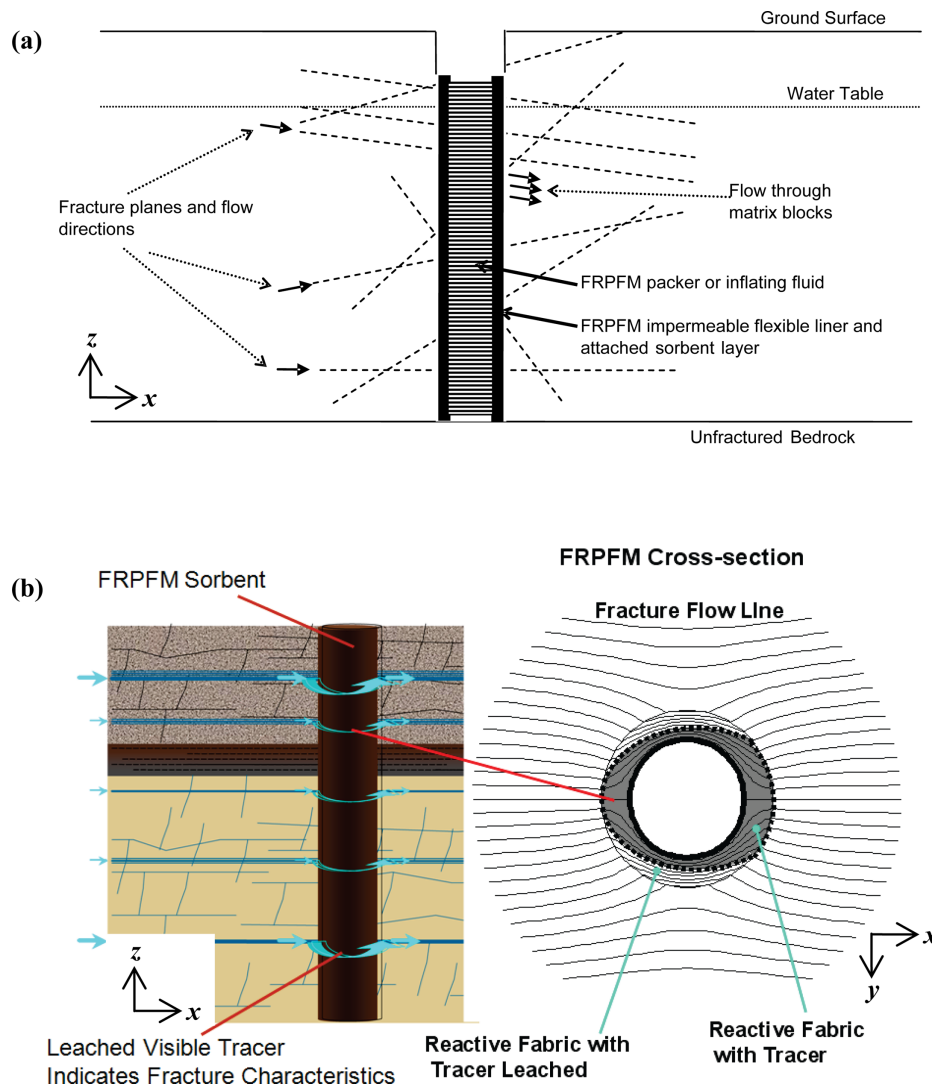 (a)
Ground Surface
Water Table
Fracture planes and flow
directions
Flow through
matrix blocks
FRPFM packer or inflating fluid
FRPFM impermeable flexible liner and
attached sorbent layer
z
x
Unfractured Bedrock
(b)
FRPFM Cross-section
FRPFM Sorbent
Fracture Flow LIne
z
x
x
y
Leached Visible Tracer
Indicates Fracture Characteristics
Reactive Fabric with
Tracer Leached
Reactive Fabric
with Tracer